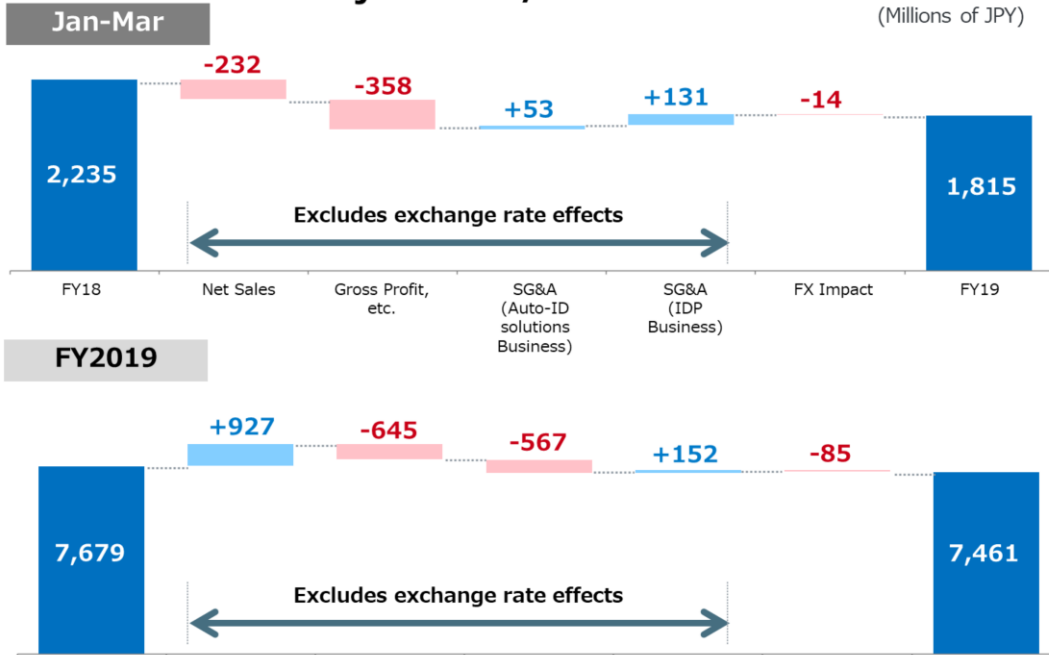 Jan-Mar
(Millions of JPY)
-232
-358
+53
+131
-14
2,235
1,815
Excludes exchange rate effects
FY18
Net Sales
Gross Profit,
etc.
SG&A
(Auto-ID
solutions
Business)
SG&A
(IDP
Business)
FX Impact
FY19
FY2019
+927
-645
-567
+152
-85
7,679
7,461
Excludes exchange rate effects